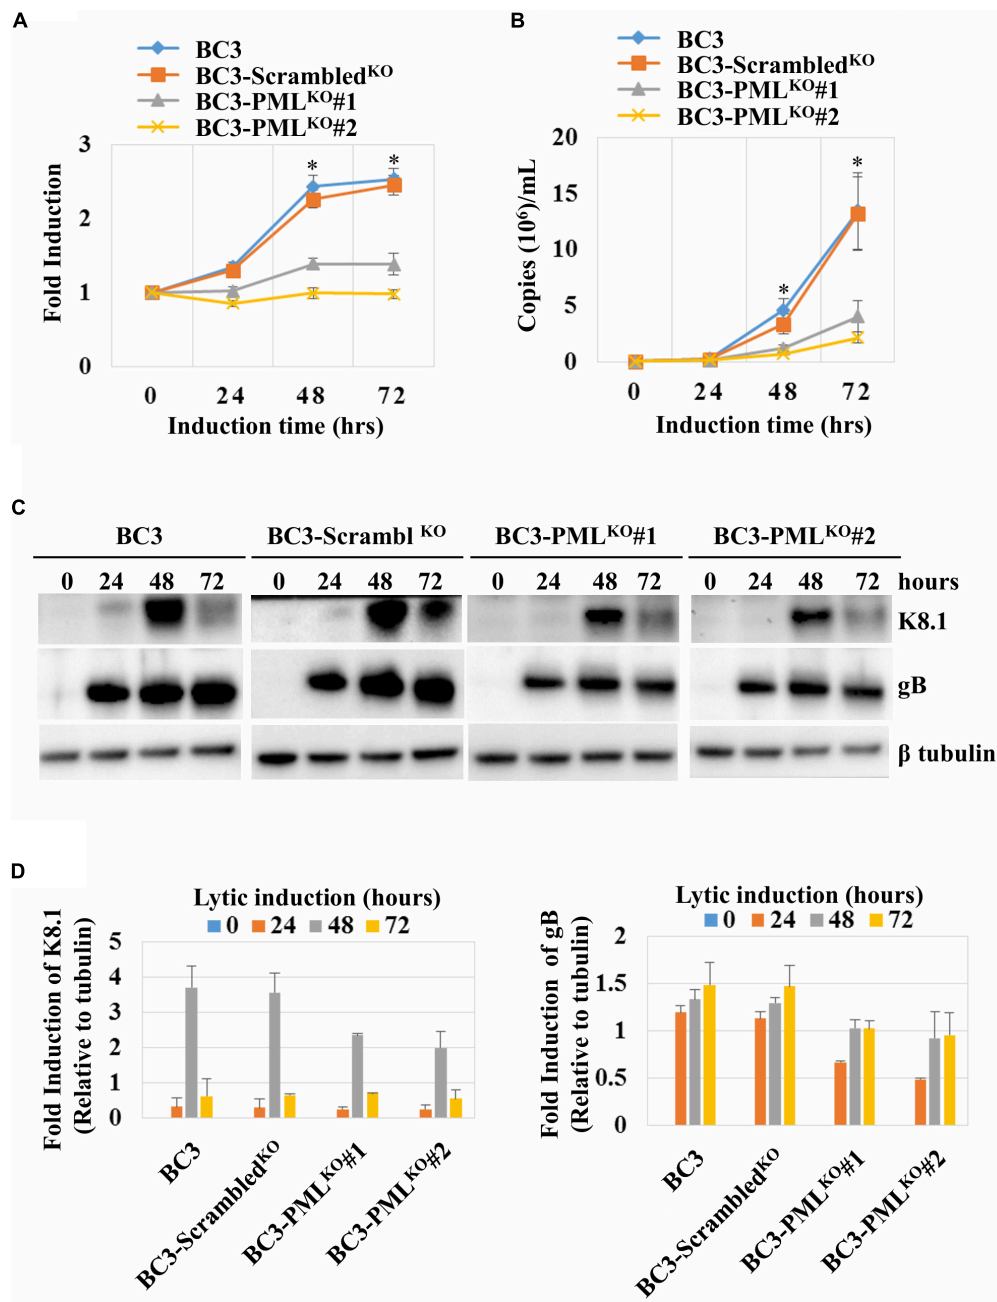 A
BC3
BC3-Scrambled^KO
BC3-PML^KO#1
BC3-PML^KO#2
3
2
1
0
Fold Induction
*
*
0 24 48 72
Induction time (hrs)
B
BC3
BC3-Scrambled^KO
BC3-PML^KO#1
BC3-PML^KO#2
20
15
10
5
0
Copies (10⁶)/mL
*
*
0 24 48 72
Induction time (hrs)
C
BC3 BC3-Scrambl ^KO BC3-PML^KO#1 BC3-PML^KO#2
0 24 48 72 0 24 48 72 0 24 48 72 0 24 48 72 hours
K8.1
gB
β tubulin
D
Lytic induction (hours)
0 24 48 72
Fold Induction of K8.1
(Relative to tubulin)
5
4
3
2
1
0
BC3
BC3-Scrambled^KO
BC3-PML^KO#1
BC3-PML^KO#2
Lytic induction (hours)
0 24 48 72
Fold Induction of gB
(Relative to tubulin)
2
1.5
1
0.5
0
BC3
BC3-Scrambled^KO
BC3-PML^KO#1
BC3-PML^KO#2